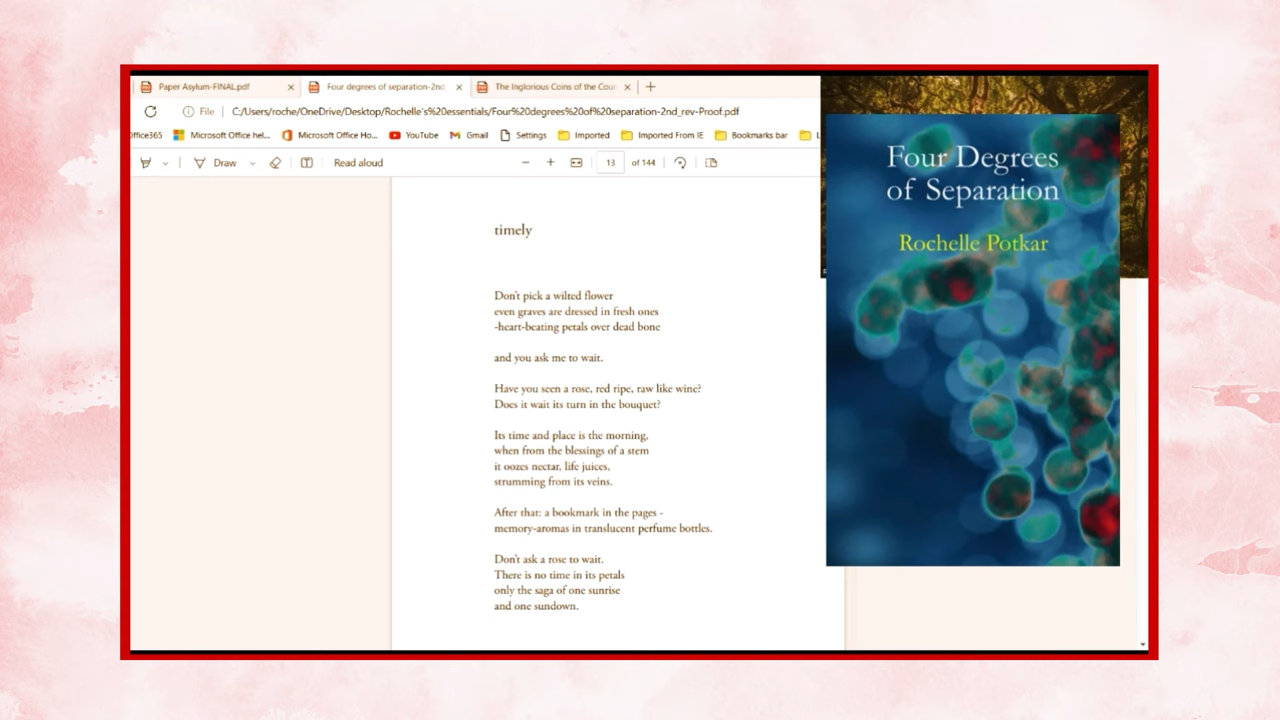 Paper Asylum-FINAL.pdf
Four degrees of separation-2nd
The Inglorious Coins of the Cour
File
C:/Users/roche/OneDrive/Desktop/Rochelle's%20essentials/Four%20degrees%20of%20separation-2nd_rev-Proof.pdf
Office365
Microsoft Office hel...
Microsoft Office Ho...
YouTube
Gmail
Settings
Imported
Imported From IE
Bookmarks bar
Draw
Read aloud
13
of 144
timely
Don't pick a wilted flower
even graves are dressed in fresh ones
-heart-beating petals over dead bone
and you ask me to wait.
Have you seen a rose, red ripe, raw like wine?
Does it wait its turn in the bouquet?
Its time and place is the morning,
when from the blessings of a stem
it oozes nectar, life juices,
strumming from its veins.
After that: a bookmark in the pages -
memory-aromas in translucent perfume bottles.
Don't ask a rose to wait.
There is no time in its petals
only the saga of one sunrise
and one sundown.
Four Degrees
of Separation
Rochelle Potkar